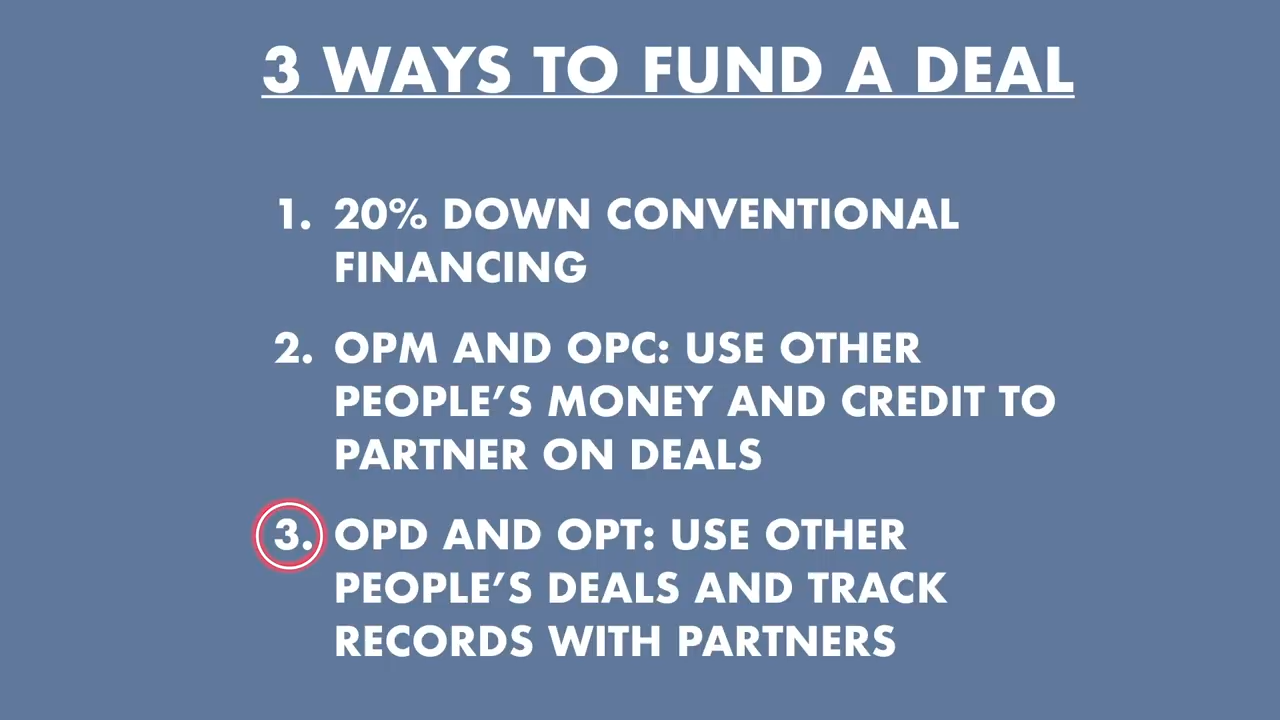 3 WAYS TO FUND A DEAL
1. 20% DOWN CONVENTIONAL
FINANCING
2. OPM AND OPC: USE OTHER
PEOPLE’S MONEY AND CREDIT TO
PARTNER ON DEALS
3. OPD AND OPT: USE OTHER
PEOPLE’S DEALS AND TRACK
RECORDS WITH PARTNERS